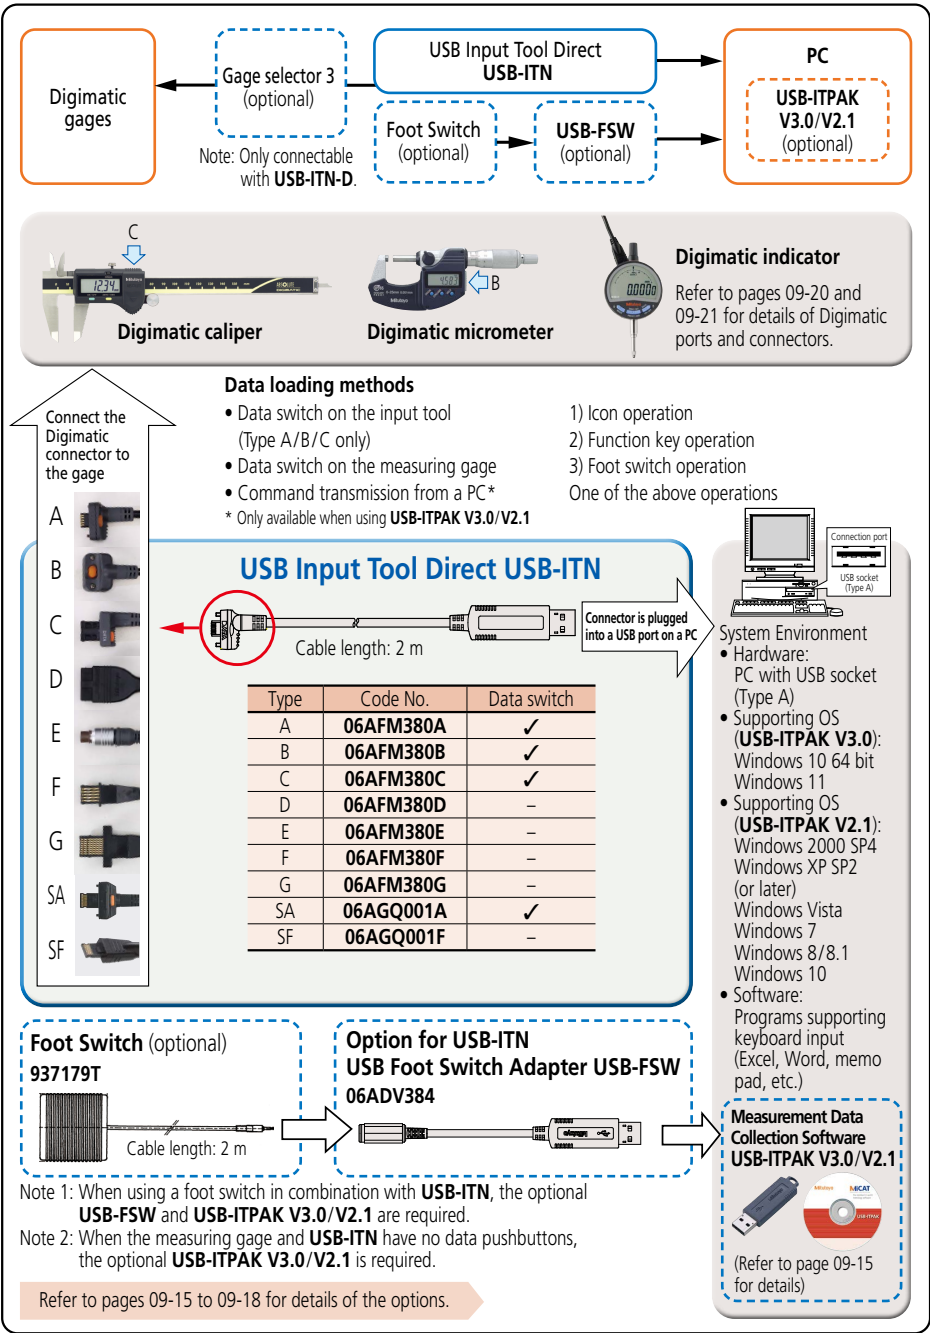 Digimatic
gages
Gage selector 3
(optional)
USB Input Tool Direct
USB-ITN
PC
USB-ITPAK
V3.0/V2.1
(optional)
Foot Switch
(optional)
USB-FSW
(optional)
Note: Only connectable
with USB-ITN-D.
C
B
Digimatic caliper
Digimatic micrometer
Digimatic indicator
Refer to pages 09-20 and
09-21 for details of Digimatic
ports and connectors.
Connect the
Digimatic
connector to
the gage
A
B
C
D
E
F
G
SA
SF
Data loading methods
• Data switch on the input tool
(Type A/B/C only)
• Data switch on the measuring gage
• Command transmission from a PC*
* Only available when using USB-ITPAK V3.0/V2.1
1) Icon operation
2) Function key operation
3) Foot switch operation
One of the above operations
Connection port
USB socket
(Type A)
USB Input Tool Direct USB-ITN
Cable length: 2 m
Connector is plugged
into a USB port on a PC
Type Code No. Data switch
A 06AFM380A ✓
B 06AFM380B ✓
C 06AFM380C ✓
D 06AFM380D –
E 06AFM380E –
F 06AFM380F –
G 06AFM380G –
SA 06AGQ001A ✓
SF 06AGQ001F –
System Environment
• Hardware:
PC with USB socket
(Type A)
• Supporting OS
(USB-ITPAK V3.0):
Windows 10 64 bit
Windows 11
• Supporting OS
(USB-ITPAK V2.1):
Windows 2000 SP4
Windows XP SP2
(or later)
Windows Vista
Windows 7
Windows 8/8.1
Windows 10
• Software:
Programs supporting
keyboard input
(Excel, Word, memo
pad, etc.)
Measurement Data
Collection Software
USB-ITPAK V3.0/V2.1
Mitutoyo
MiCAT
USB-ITPAK
(Refer to page 09-15
for details)
Foot Switch (optional)
937179T
Cable length: 2 m
Option for USB-ITN
USB Foot Switch Adapter USB-FSW
06ADV384
Mitutoyo
Note 1: When using a foot switch in combination with USB-ITN, the optional
USB-FSW and USB-ITPAK V3.0/V2.1 are required.
Note 2: When the measuring gage and USB-ITN have no data pushbuttons,
the optional USB-ITPAK V3.0/V2.1 is required.
Refer to pages 09-15 to 09-18 for details of the options.